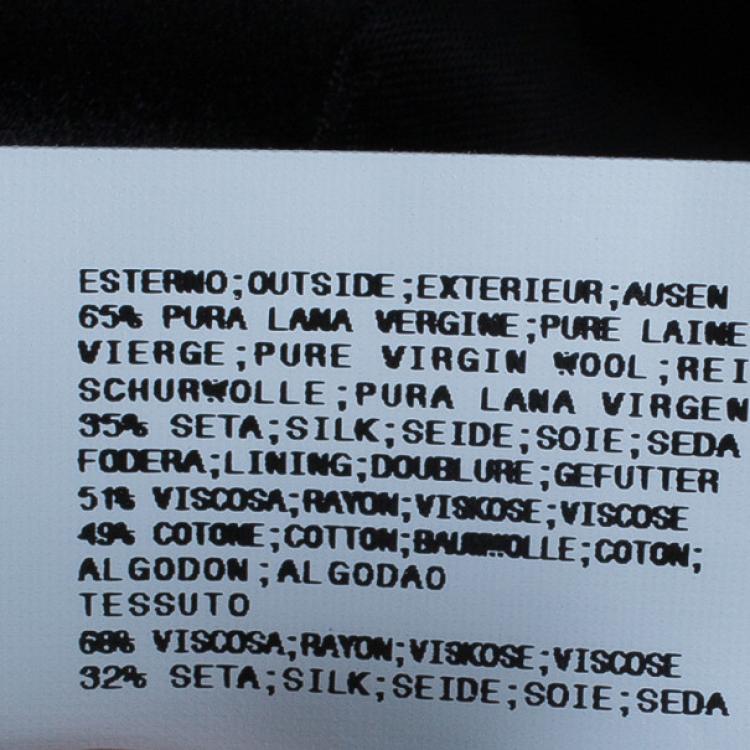 ESTERNO;OUTSIDE;EXTERIEUR;AUSEN
65% PURA LANA VERGINE;PURE LAINE
VIERGE;PURE VIRGIN WOOL;REI
SCHURWOLLE;PURA LANA VIRGEN
35% SETA;SILK;SEIDE;SOIE;SEDA
FODERA;LINING;DOUBLURE;GEFUTTER
51% VISCOSA;RAYON;VISKOSE;VISCOSE
49% COTONE;COTTON;BAUMWOLLE;COTON;
ALGODON;ALGODAO
TESSUTO
68% VISCOSA;RAYON;VISKOSE;VISCOSE
32% SETA;SILK;SEIDE;SOIE;SEDA